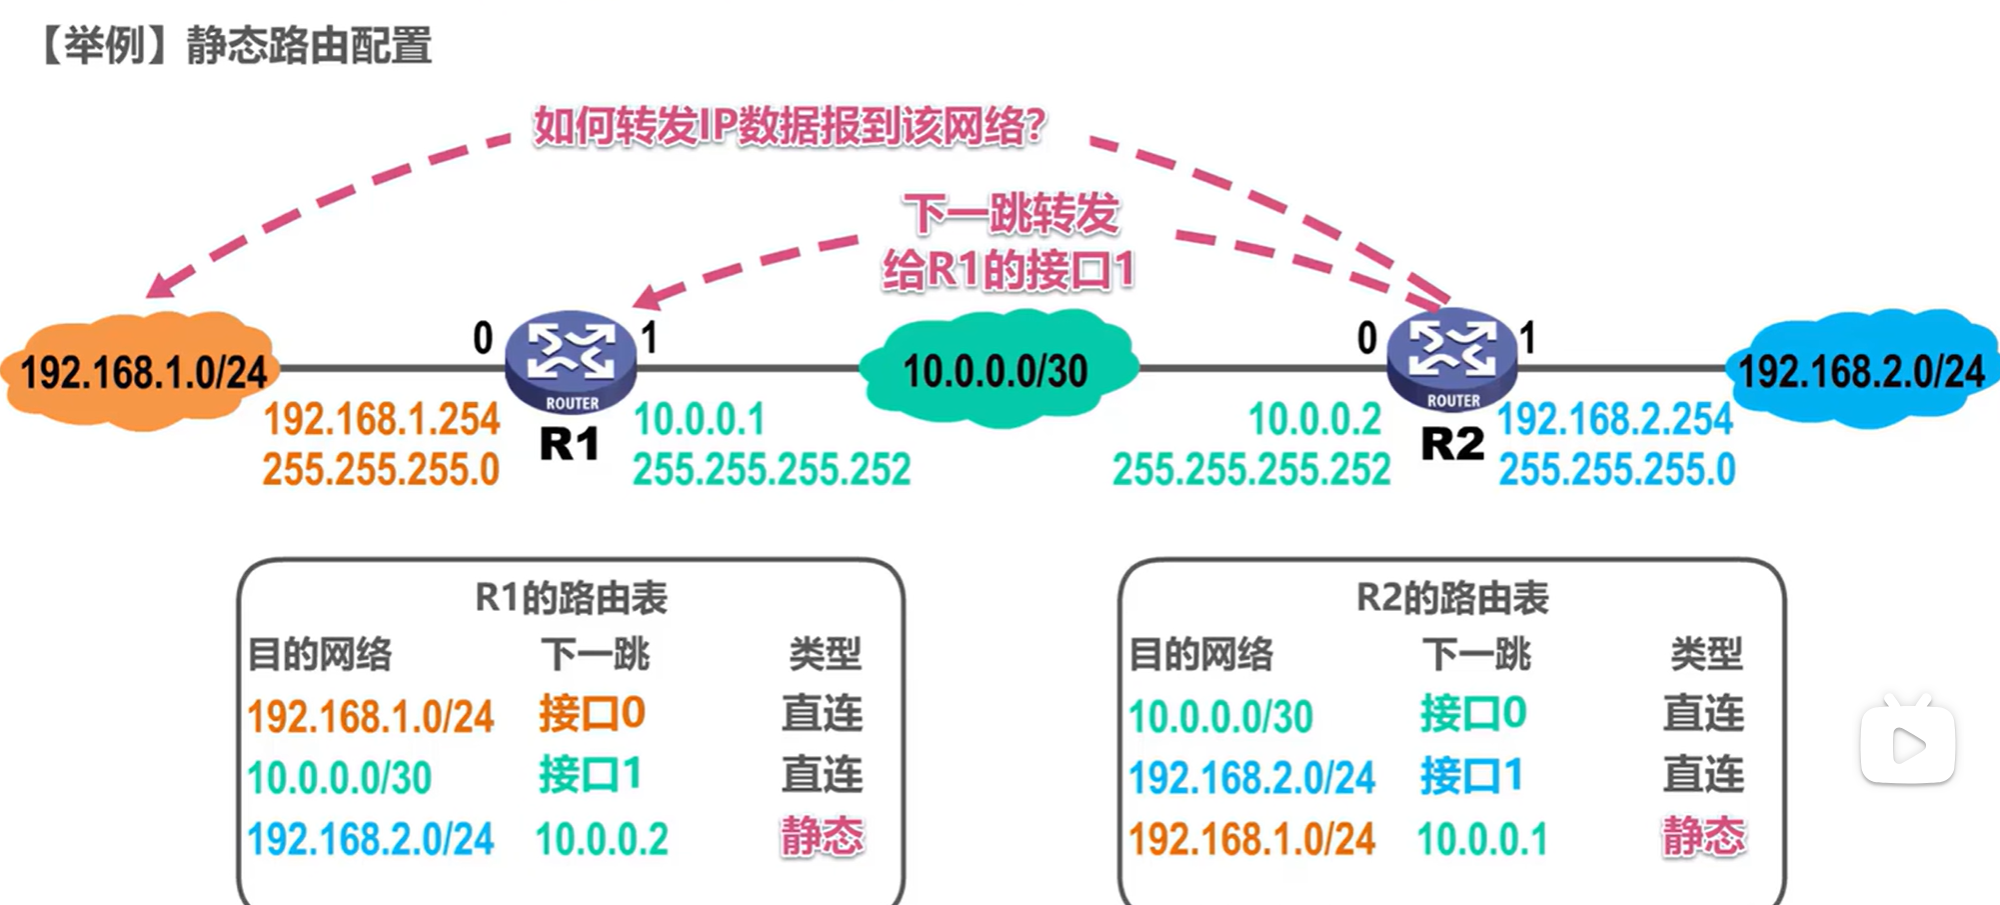 【举例】静态路由配置
如何转发IP数据报到该网络?
下一跳转发
给R1的接口1
0
1
0
1
192.168.1.0/24
10.0.0.0/30
192.168.2.0/24
ROUTER
ROUTER
192.168.1.254
255.255.255.0
R1
10.0.0.1
255.255.255.252
10.0.0.2
255.255.255.252
R2
192.168.2.254
255.255.255.0
R1的路由表
目的网络 下一跳 类型
192.168.1.0/24 接口0 直连
10.0.0.0/30 接口1 直连
192.168.2.0/24 10.0.0.2 静态
R2的路由表
目的网络 下一跳 类型
10.0.0.0/30 接口0 直连
192.168.2.0/24 接口1 直连
192.168.1.0/24 10.0.0.1 静态